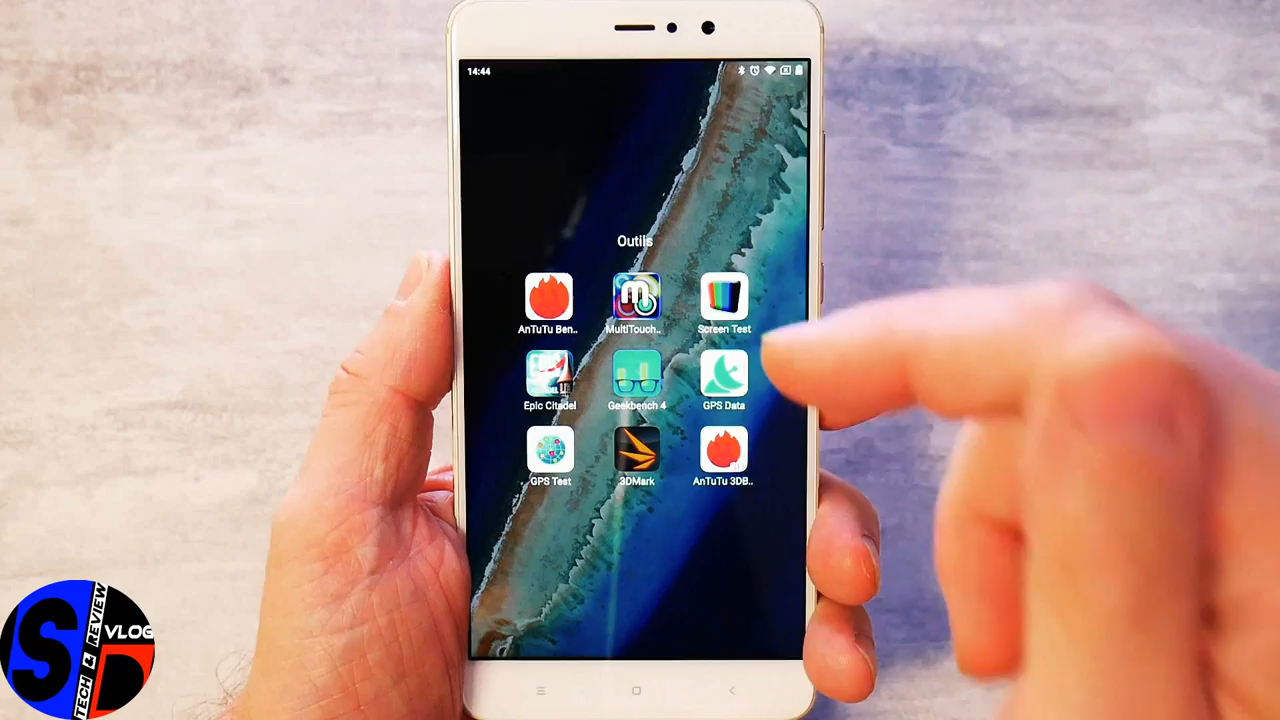 14:44
Outils
AnTuTu Ben..
MultiTouch..
Screen Test
Epic Citadel
Geekbench 4
GPS Data
GPS Test
3DMark
AnTuTu 3DB..
SD
TECH & REVIEW
VLOG